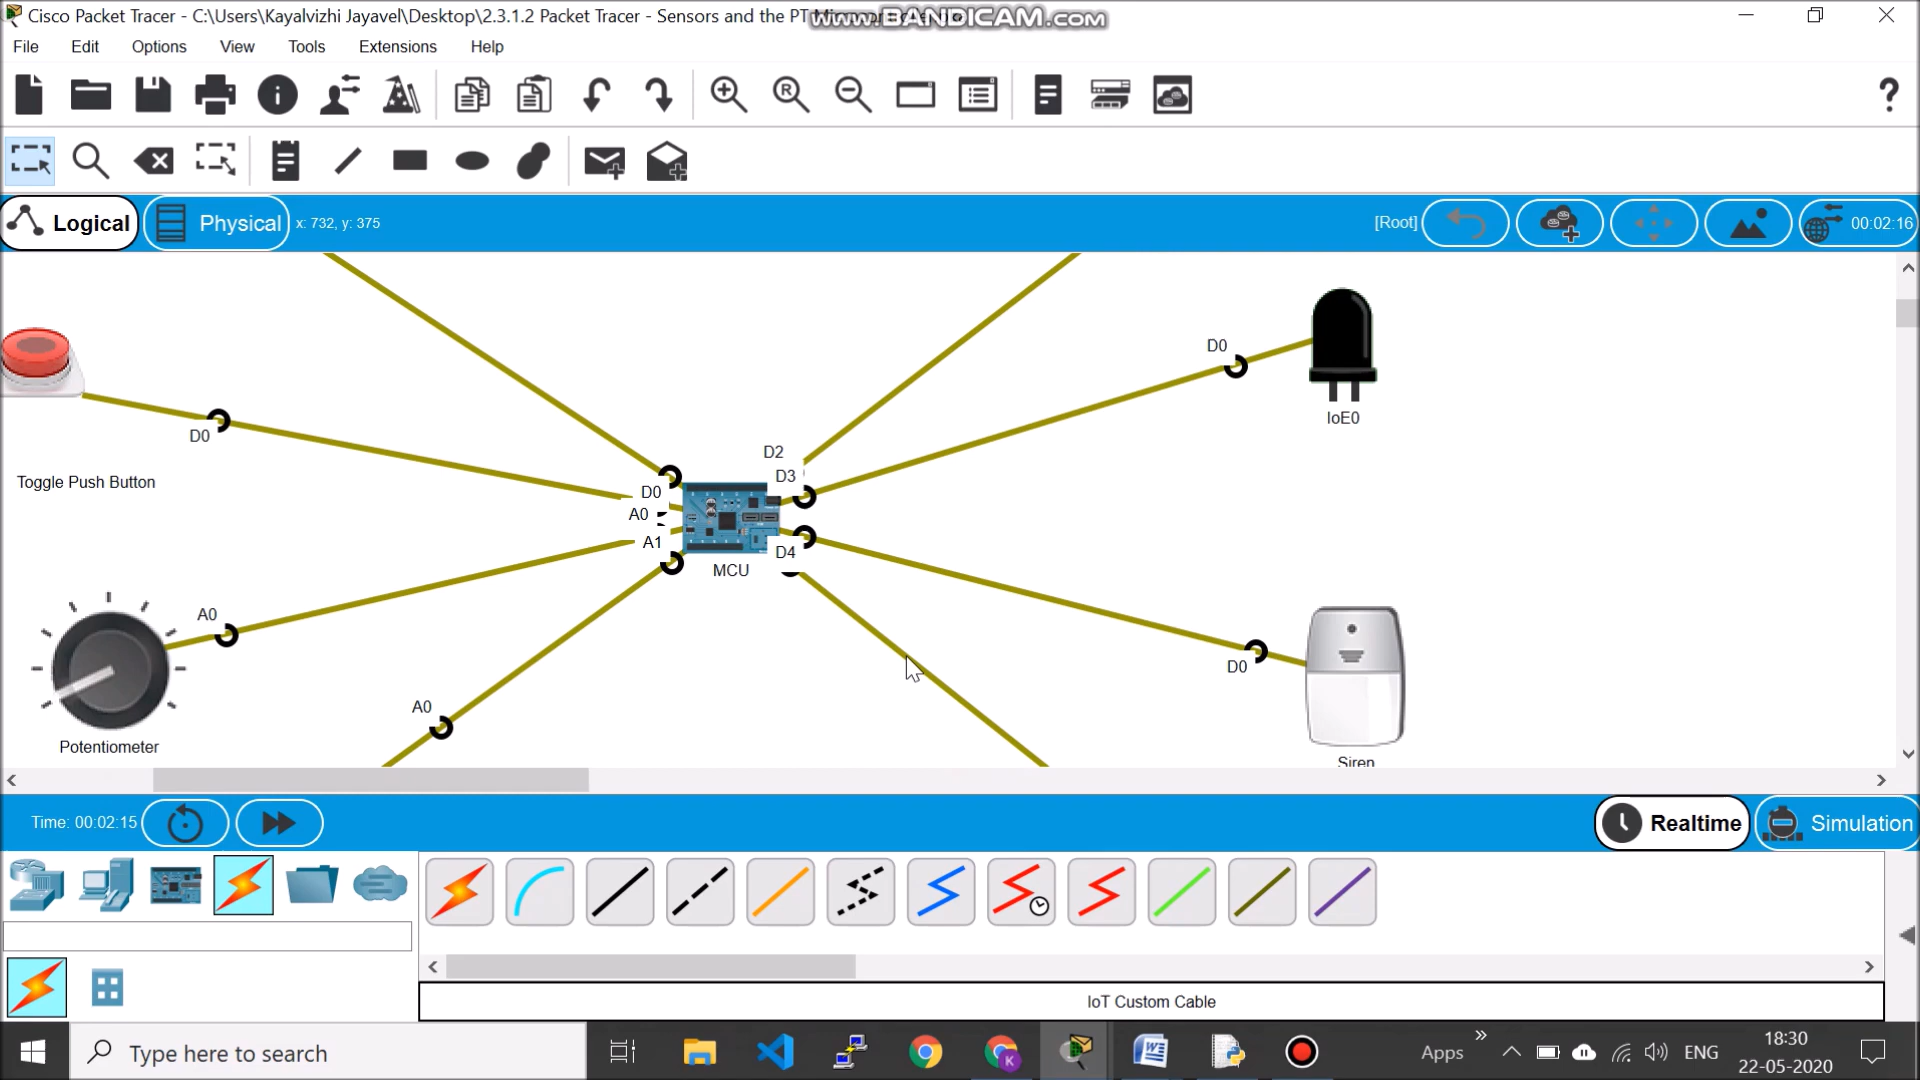 Cisco Packet Tracer - C:\Users\Kayalvizhi Jayavel\Desktop\2.3.1.2 Packet Tracer - Sensors and the PT
www.BANDICAM.com
File Edit Options View Tools Extensions Help
Logical Physical x: 732, y: 375 [Root] 00:02:16
D0
IoE0
D0
Toggle Push Button
D2
D3
D0
A0
A1
D4
MCU
A0
Potentiometer
A0
D0
Siren
Time: 00:02:15 Realtime Simulation
IoT Custom Cable
Type here to search
Apps
ENG
18:30
22-05-2020